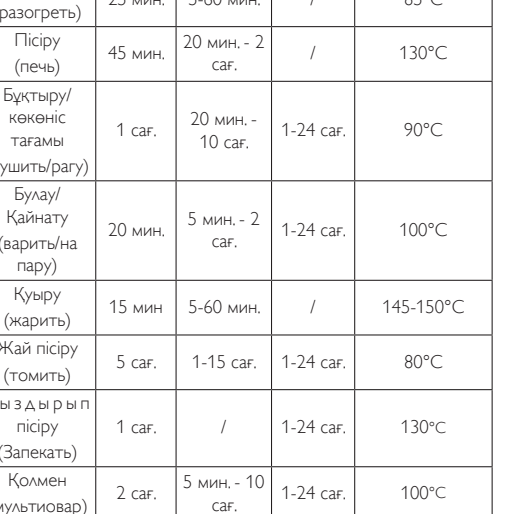 разогреть) 25 мин. 5-60 мин. / 85°C
Пісіру
(печь)
45 мин.
20 мин. - 2
сағ.
/
130°C
Бұқтыру/
көкөніс
тағамы
ушить/рагу)
1 сағ.
20 мин. -
10 сағ.
1-24 сағ.
90°C
Булау/
Қайнату
(варить/на
пару)
20 мин.
5 мин. - 2
сағ.
1-24 сағ.
100°C
Қуыру
(жарить)
15 мин
5-60 мин.
/
145-150°C
Жай пісіру
(томить)
5 сағ.
1-15 сағ.
1-24 сағ.
80°C
ыздырып
пісіру
(Запекать)
1 сағ.
/
1-24 сағ.
130°C
Қолмен
мультиовар)
2 сағ.
5 мин. - 10
сағ.
1-24 сағ.
100°C